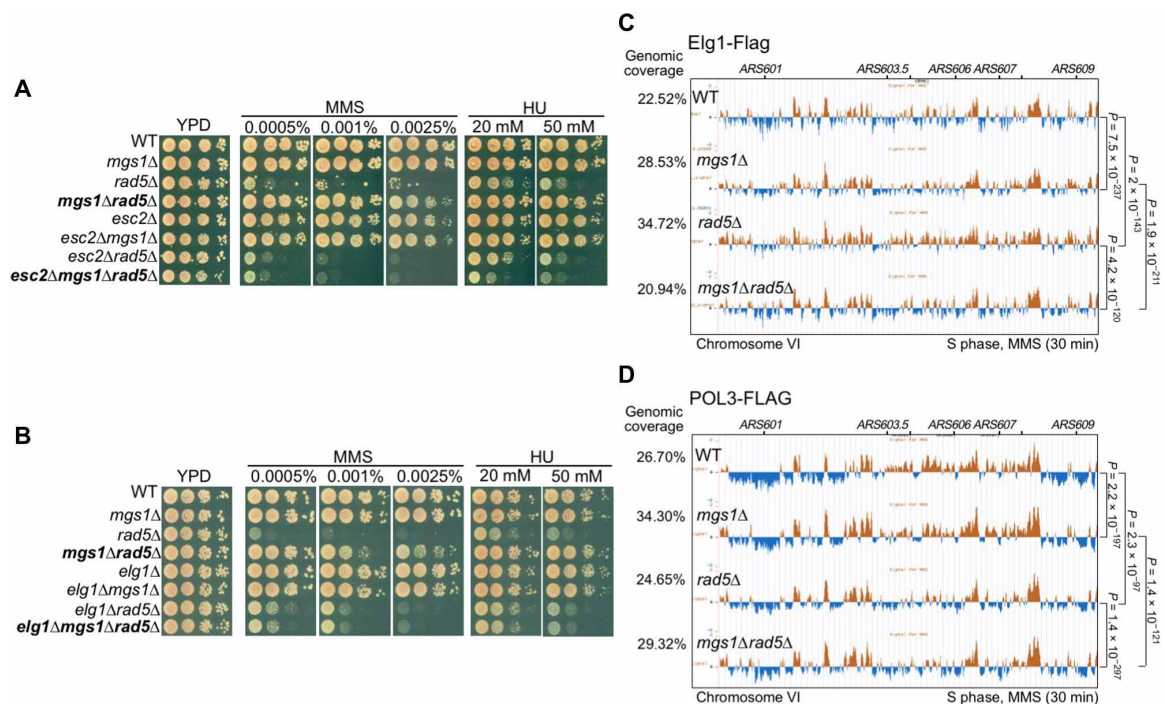 A
MMS
HU
YPD
0.0005%
0.001%
0.0025%
20 mM
50 mM
WT
mgs1Δ
rad5Δ
mgs1Δrad5Δ
esc2Δ
esc2Δmgs1Δ
esc2Δrad5Δ
esc2Δmgs1Δrad5Δ
B
MMS
HU
YPD
0.0005%
0.001%
0.0025%
20 mM
50 mM
WT
mgs1Δ
rad5Δ
mgs1Δrad5Δ
elg1Δ
elg1Δmgs1Δ
elg1Δrad5Δ
elg1Δmgs1Δrad5Δ
C
Elg1-Flag
Genomic
coverage
ARS601
ARS603.5
ARS606
ARS607
ARS609
22.52%
WT
28.53%
mgs1Δ
34.72%
rad5Δ
20.94%
mgs1Δrad5Δ
P = 7.5 × 10−237
P = 2 × 10−143
P = 4.2 × 10−120
P = 1.9 × 10−211
Chromosome VI
S phase, MMS (30 min)
D
POL3-FLAG
Genomic
coverage
ARS601
ARS603.5
ARS606
ARS607
ARS609
26.70%
WT
34.30%
mgs1Δ
24.65%
rad5Δ
29.32%
mgs1Δrad5Δ
P = 2.2 × 10−197
P = 2.3 × 10−97
P = 1.4 × 10−297
P = 1.4 × 10−121
Chromosome VI
S phase, MMS (30 min)